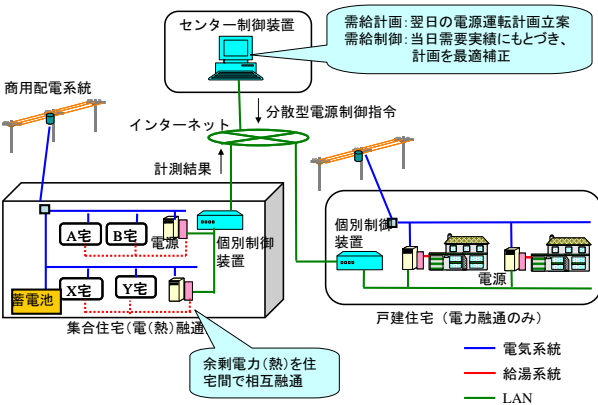 センター制御装置
需給計画:翌日の電源運転計画立案
需給制御:当日需要実績にもとづき、
計画を最適補正
商用配電系統
インターネット
分散型電源制御指令
計測結果
A宅
B宅
電源
個別制御
装置
X宅
Y宅
蓄電池
集合住宅(電(熱)融通)
余剰電力(熱)を住
宅間で相互融通
個別制御
装置
電源
戸建住宅(電力融通のみ)
電気系統
給湯系統
LAN